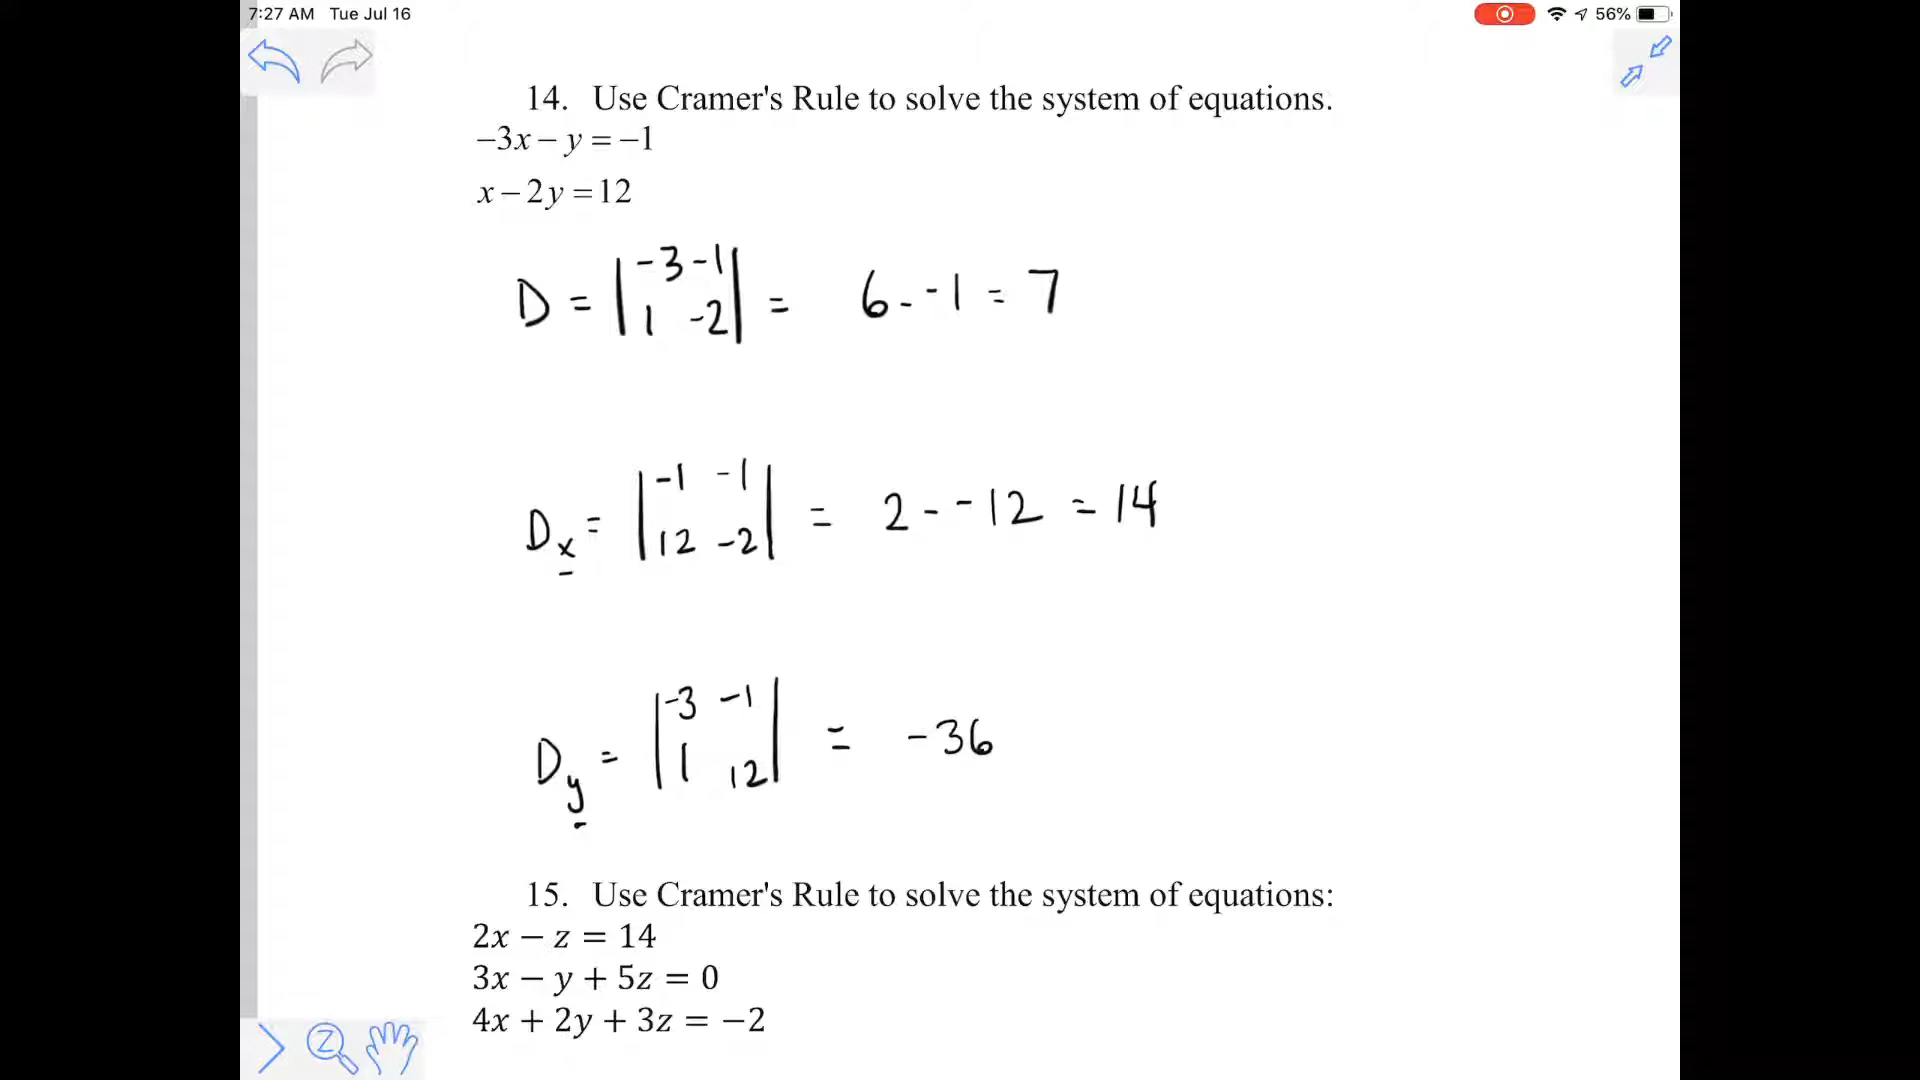 7:27 AM Tue Jul 16 56%
14. Use Cramer's Rule to solve the system of equations.
−3x − y = −1
x − 2y = 12
D = |-3 -1| = 6 - -1 = 7
|1 -2|
Dx = |-1 -1| = 2 - -12 = 14
|12 -2|
Dy = |-3 -1| = -36
|1 12|
15. Use Cramer's Rule to solve the system of equations:
2x − z = 14
3x − y + 5z = 0
4x + 2y + 3z = −2
Z